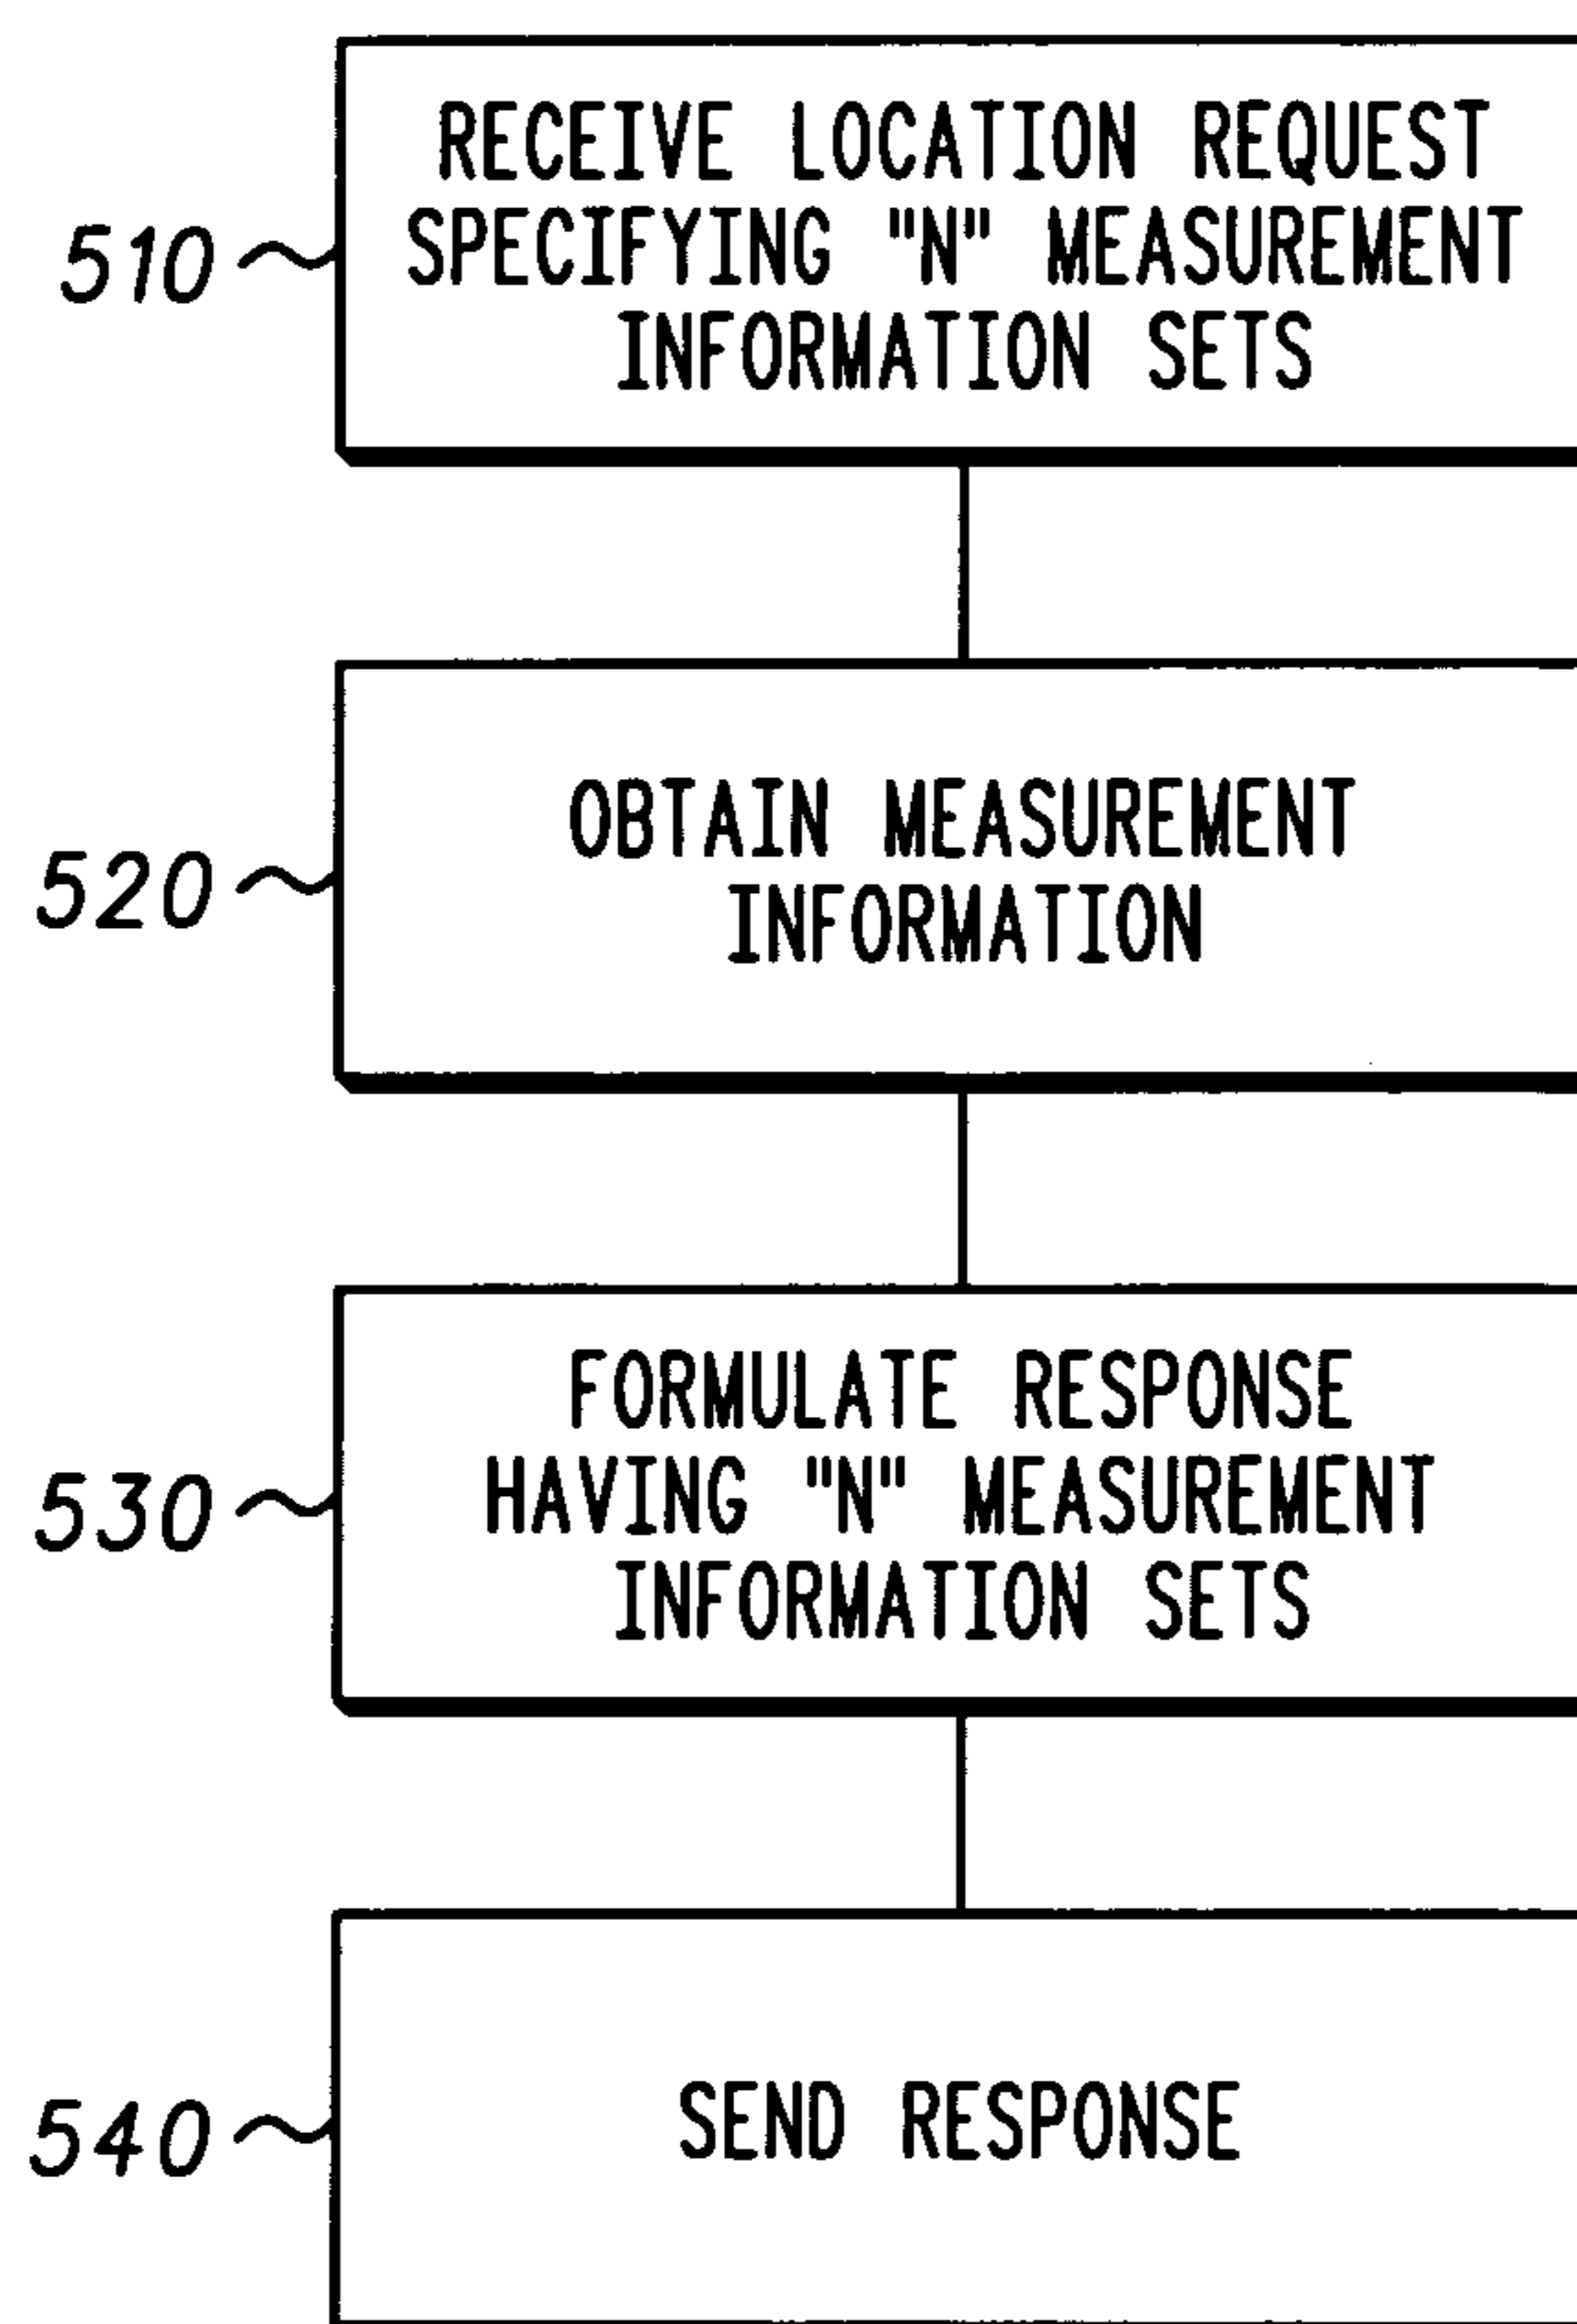 510
RECEIVE LOCATION REQUEST
SPECIFYING "N" MEASUREMENT
INFORMATION SETS
520
OBTAIN MEASUREMENT
INFORMATION
530
FORMULATE RESPONSE
HAVING "N" MEASUREMENT
INFORMATION SETS
540
SEND RESPONSE